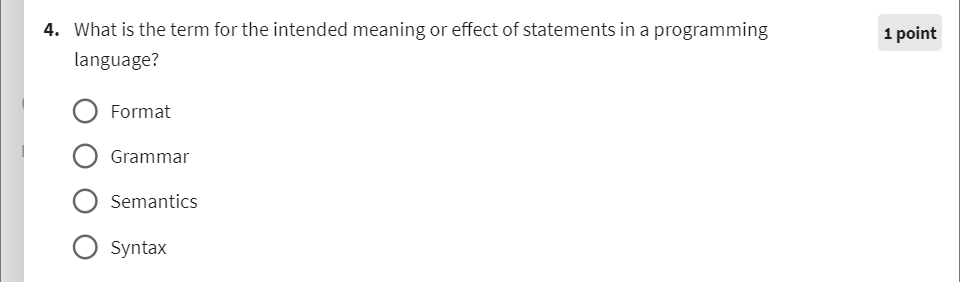 4. What is the term for the intended meaning or effect of statements in a programming
language?
1 point
Format
Grammar
Semantics
Syntax